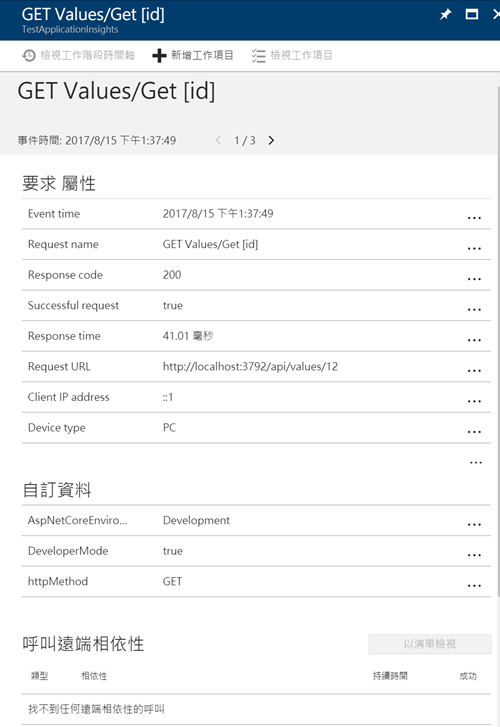 GET Values/Get [id]
TestApplicationInsights
檢視工作階段時間軸 新增工作項目 檢視工作項目
GET Values/Get [id]
事件時間: 2017/8/15 下午1:37:49 1 / 3
要求 屬性
Event time 2017/8/15 下午1:37:49 ...
Request name GET Values/Get [id] ...
Response code 200 ...
Successful request true ...
Response time 41.01 毫秒 ...
Request URL http://localhost:3792/api/values/12 ...
Client IP address ::1 ...
Device type PC ...
...
自訂資料
AspNetCoreEnviro... Development ...
DeveloperMode true ...
httpMethod GET ...
呼叫遠端相依性 以清單檢視
類型 相依性 持續時間 成功
找不到任何遠端相依性的呼叫